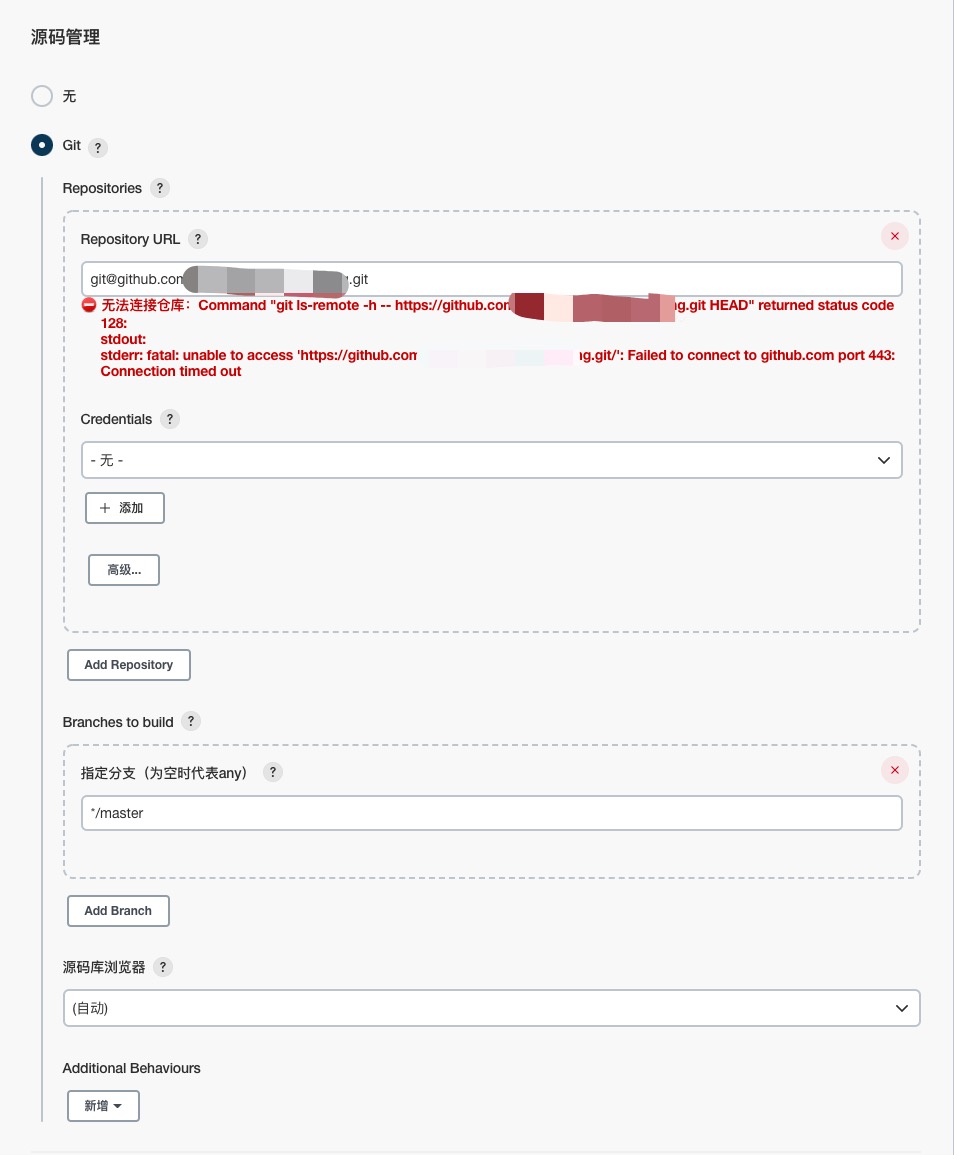 源码管理
无
Git ?
Repositories ?
Repository URL ?
git@github.com .git
无法连接仓库：Command "git ls-remote -h -- https://github.com ng.git HEAD" returned status code
128:
stdout:
stderr: fatal: unable to access 'https://github.com ng.git/': Failed to connect to github.com port 443:
Connection timed out
Credentials ?
- 无 -
+ 添加
高级...
Add Repository
Branches to build ?
指定分支（为空时代表any） ?
*/master
Add Branch
源码库浏览器 ?
(自动)
Additional Behaviours
新增